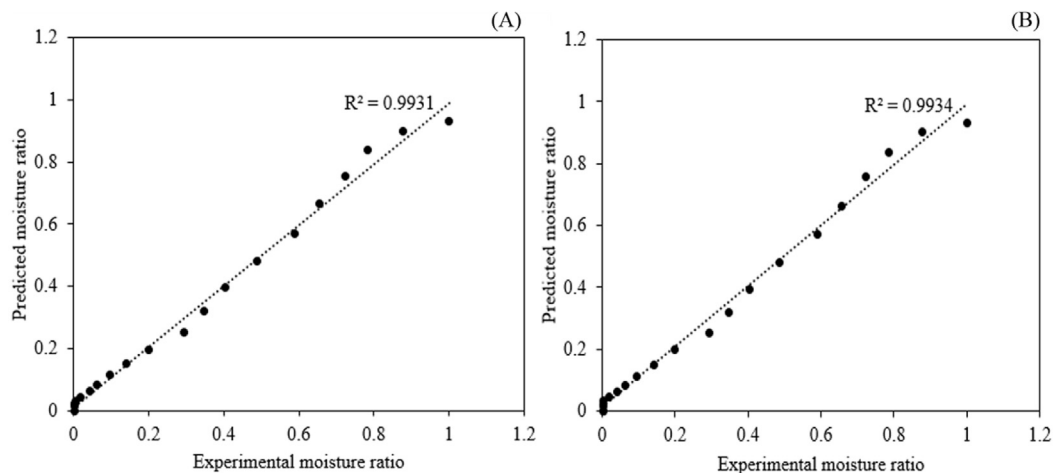 (A)
1.2
1
0.8
0.6
0.4
0.2
0
Predicted moisture ratio
R² = 0.9931
0 0.2 0.4 0.6 0.8 1 1.2
Experimental moisture ratio
(B)
1.2
1
0.8
0.6
0.4
0.2
0
Predicted moisture ratio
R² = 0.9934
0 0.2 0.4 0.6 0.8 1 1.2
Experimental moisture ratio